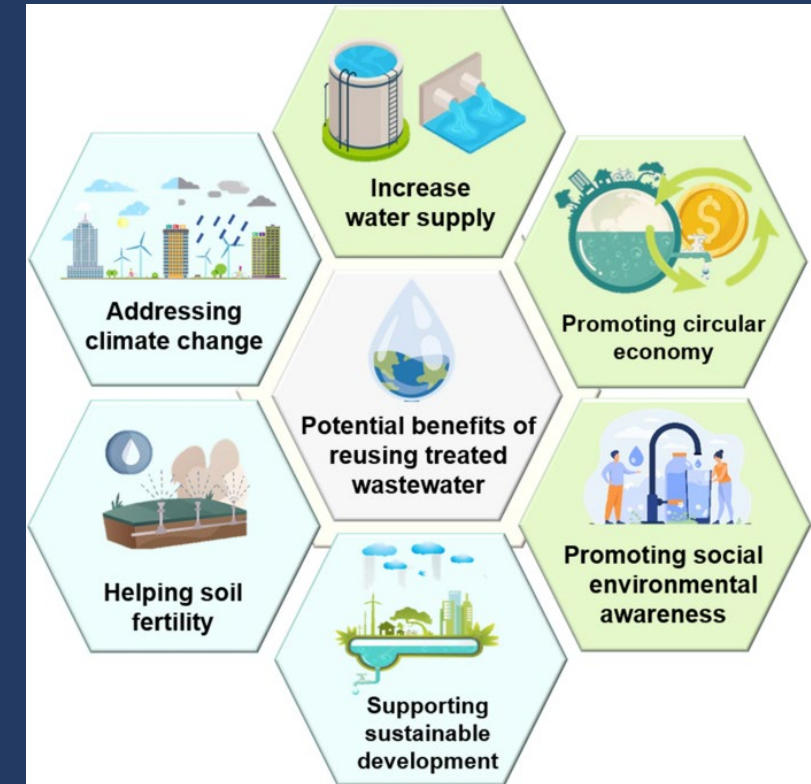 Increase
water supply
Addressing
climate change
Promoting circular
economy
Potential benefits of
reusing treated
wastewater
Helping soil
fertility
Promoting social
environmental
awareness
Supporting
sustainable
development
$